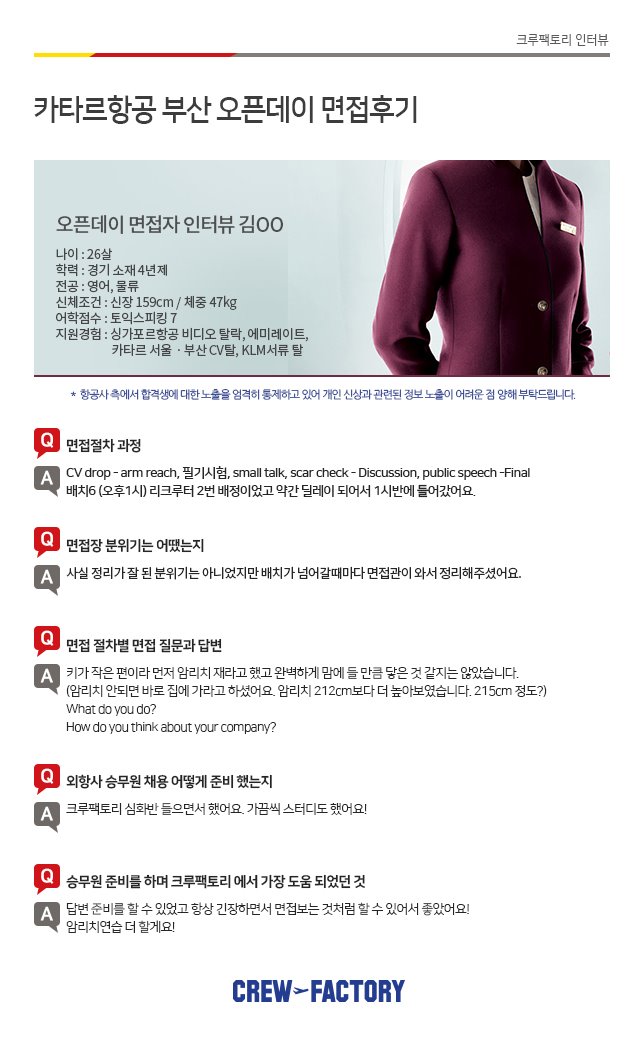 크루팩토리 인터뷰
카타르항공 부산 오픈데이 면접후기
오픈데이 면접자 인터뷰 김OO
나이 : 26살
학력 : 경기 소재 4년제
전공 : 영어, 물류
신체조건 : 신장 159cm / 체중 47kg
어학점수 : 토익스피킹 7
지원경험 : 싱가포르항공 비디오 탈락, 에미레이트,
카타르 서울 · 부산 CV탈, KLM서류 탈
* 항공사 측에서 합격생에 대한 노출을 엄격히 통제하고 있어 개인 신상과 관련된 정보 노출이 어려운 점 양해 부탁드립니다.
Q 면접절차 과정
A CV drop - arm reach, 필기시험, small talk, scar check - Discussion, public speech -Final
배치6 (오후1시) 리크루터 2번 배정이었고 약간 딜레이 되어서 1시반에 들어갔어요.
Q 면접장 분위기는 어땠는지
A 사실 정리가 잘 된 분위기는 아니었지만 배치가 넘어갈때마다 면접관이 와서 정리해주셨어요.
Q 면접 절차별 면접 질문과 답변
A 키가 작은 편이라 먼저 암리치 재라고 했고 완벽하게 맘에 들 만큼 닿은 것 같지는 않았습니다.
(암리치 안되면 바로 집에 가라고 하셨어요. 암리치 212cm보다 더 높아보였습니다. 215cm 정도?)
What do you do?
How do you think about your company?
Q 외항사 승무원 채용 어떻게 준비 했는지
A 크루팩토리 심화반 들으면서 했어요. 가끔씩 스터디도 했어요!
Q 승무원 준비를 하며 크루팩토리 에서 가장 도움 되었던 것
A 답변 준비를 할 수 있었고 항상 긴장하면서 면접보는 것처럼 할 수 있어서 좋았어요!
암리치연습 더 할게요!
CREW FACTORY